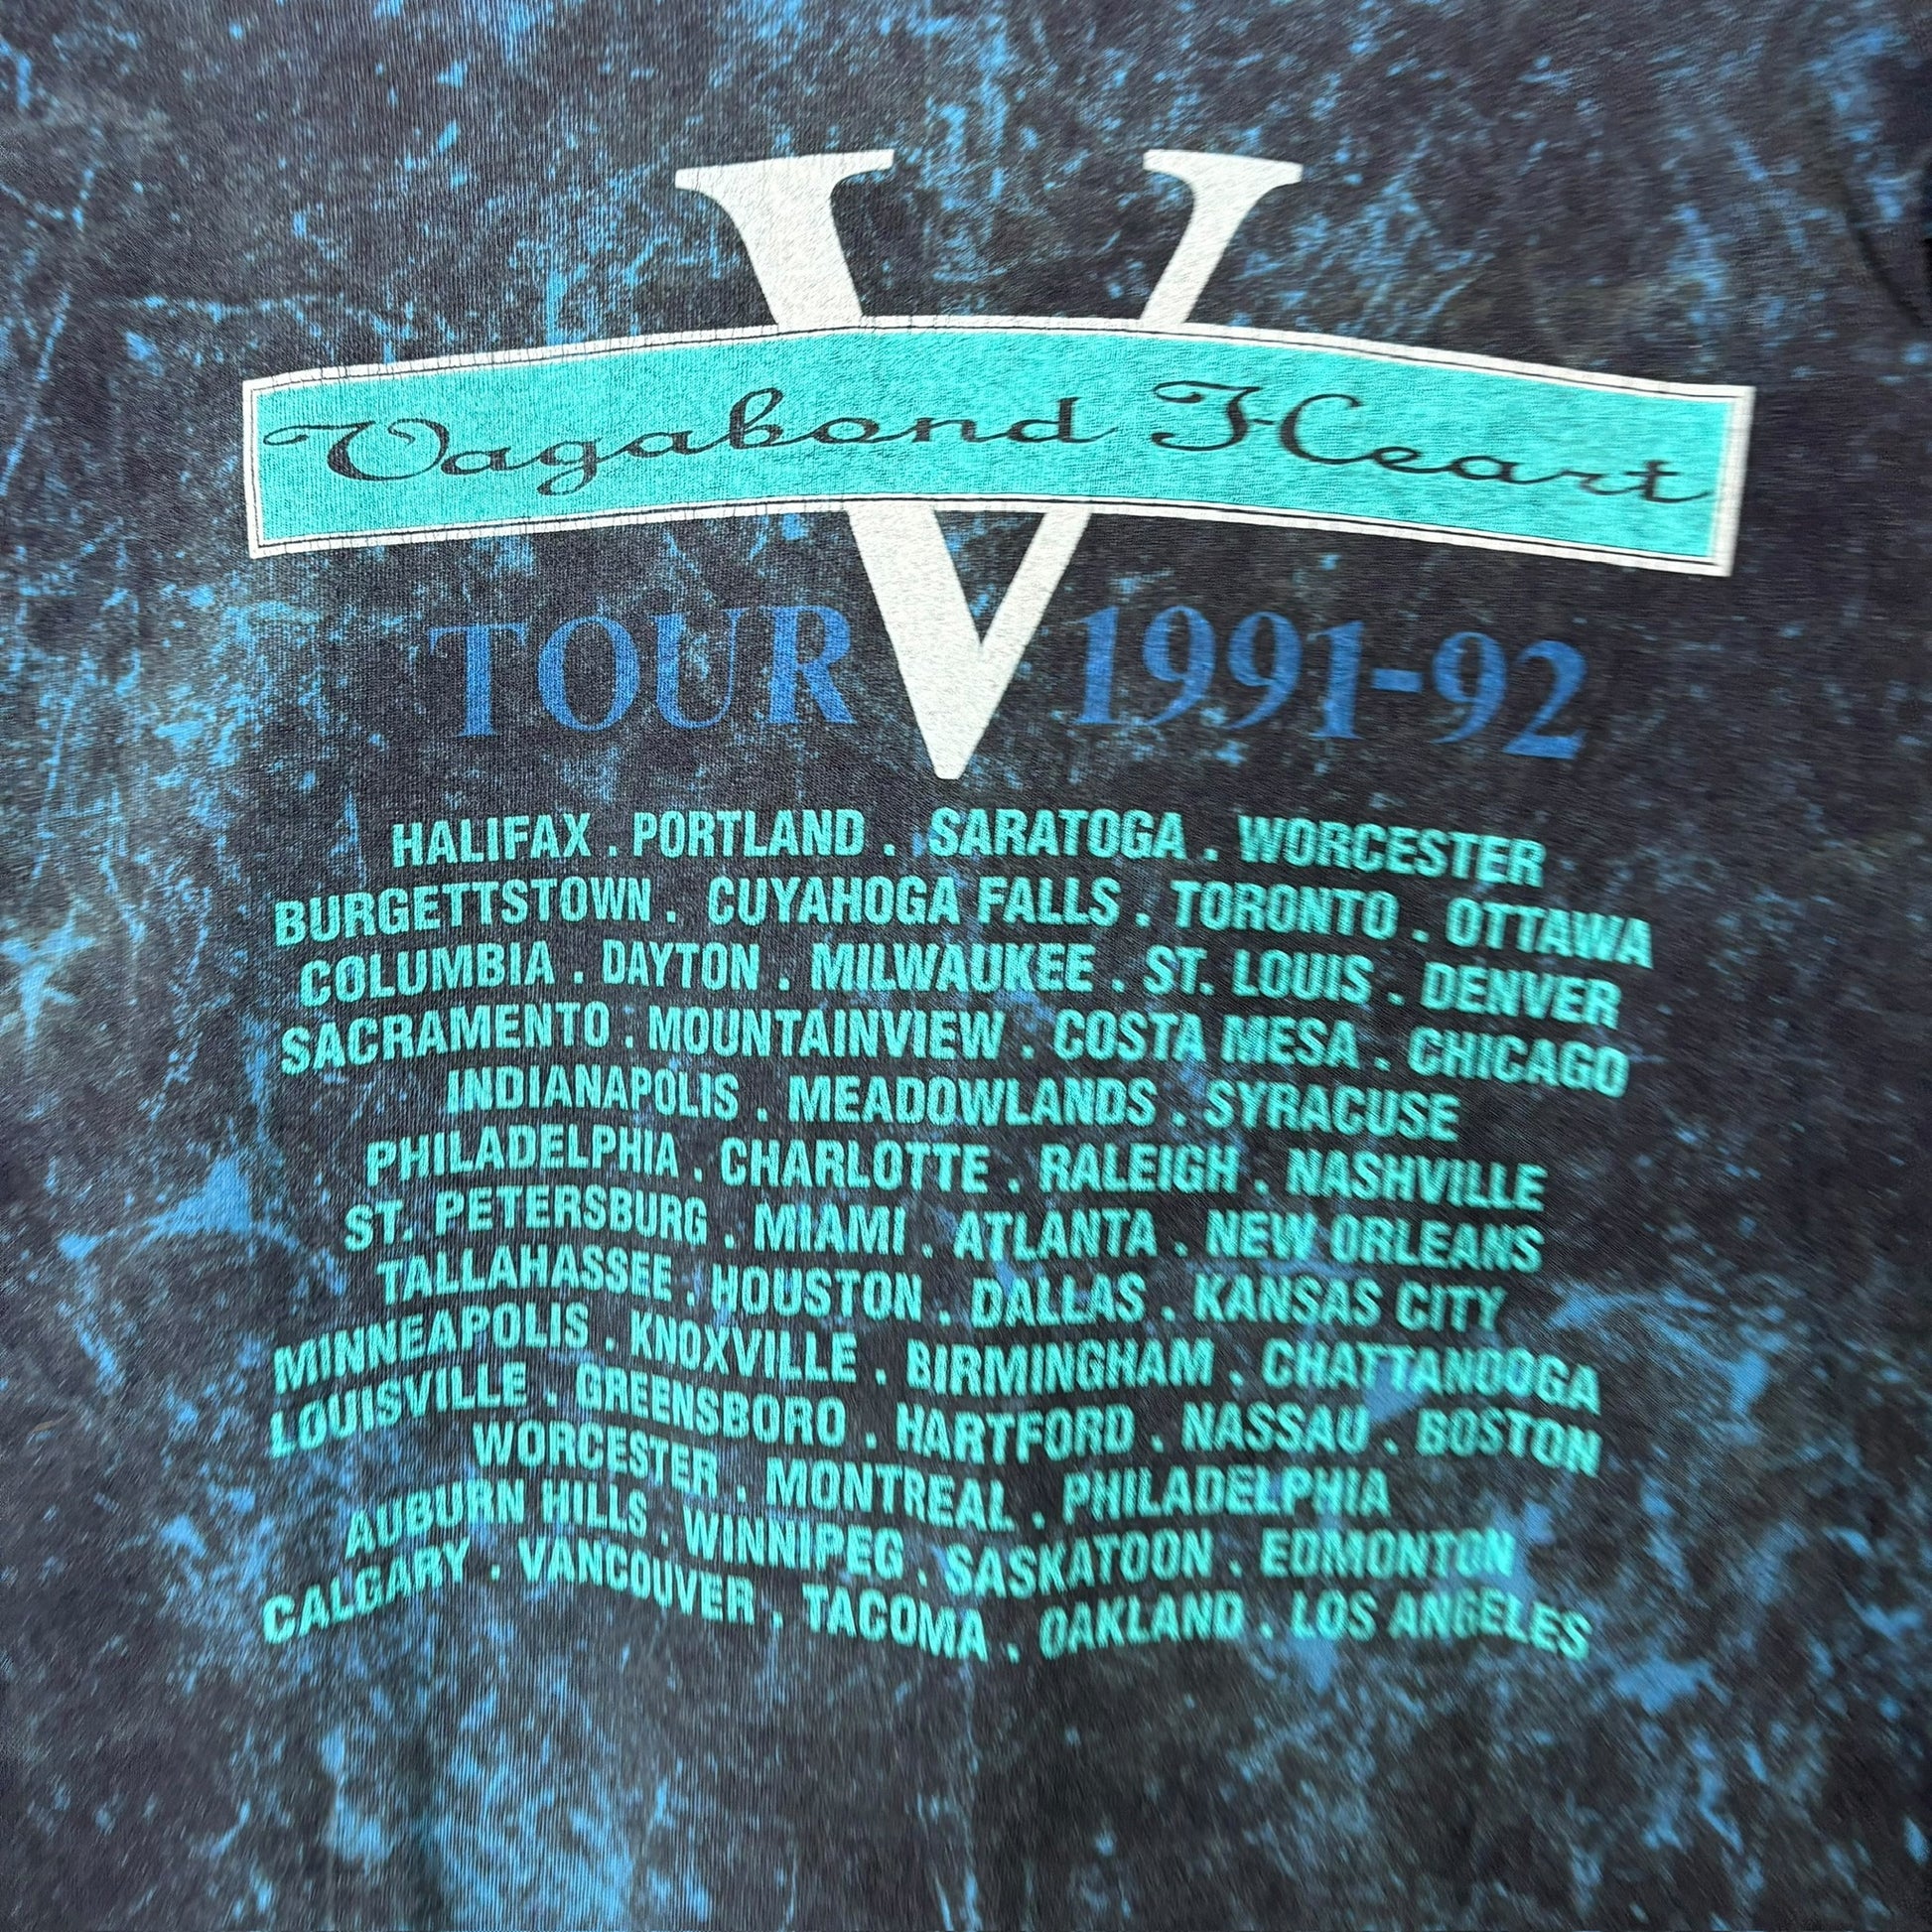 V
Vagabond Heart
TOUR 1991-92
HALIFAX . PORTLAND . SARATOGA . WORCESTER
BURGETTSTOWN . CUYAHOGA FALLS . TORONTO . OTTAWA
COLUMBIA . DAYTON . MILWAUKEE . ST. LOUIS . DENVER
SACRAMENTO . MOUNTAINVIEW . COSTA MESA . CHICAGO
INDIANAPOLIS . MEADOWLANDS . SYRACUSE
PHILADELPHIA . CHARLOTTE . RALEIGH . NASHVILLE
ST. PETERSBURG . MIAMI . ATLANTA . NEW ORLEANS
TALLAHASSEE . HOUSTON . DALLAS . KANSAS CITY
MINNEAPOLIS . KNOXVILLE . BIRMINGHAM . CHATTANOOGA
LOUISVILLE . GREENSBORO . HARTFORD . NASSAU . BOSTON
WORCESTER . MONTREAL . PHILADELPHIA
AUBURN HILLS . WINNIPEG . SASKATOON . EDMONTON
CALGARY . VANCOUVER . TACOMA . OAKLAND . LOS ANGELES